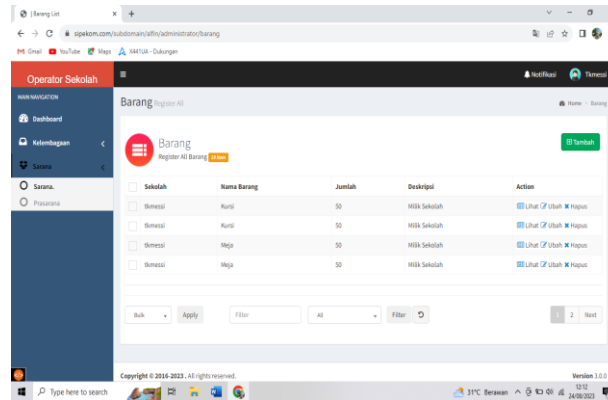 | Barang List
sipekom.com/subdomain/alfin/administrator/barang
Gmail YouTube Maps X441UA - Dukungan
Operator Sekolah
Notifikasi Tkmessi
MAIN NAVIGATION
Barang Register All
Home > Barang
Dashboard
Kelembagaan
Sarana
Sarana.
Prasarana
Barang
Register All Barang
Tambah
Sekolah Nama Barang Jumlah Deskripsi Action
tkmessi Kursi 50 Milik Sekolah Lihat Ubah Hapus
tkmessi Kursi 50 Milik Sekolah Lihat Ubah Hapus
tkmessi Meja 50 Milik Sekolah Lihat Ubah Hapus
tkmessi Meja 50 Milik Sekolah Lihat Ubah Hapus
Bulk Apply Filter All Filter 1 2 Next
Copyright © 2016-2023. All rights reserved.
Version 3.0.0
Type here to search
31°C Berawan
12:12
24/08/2023